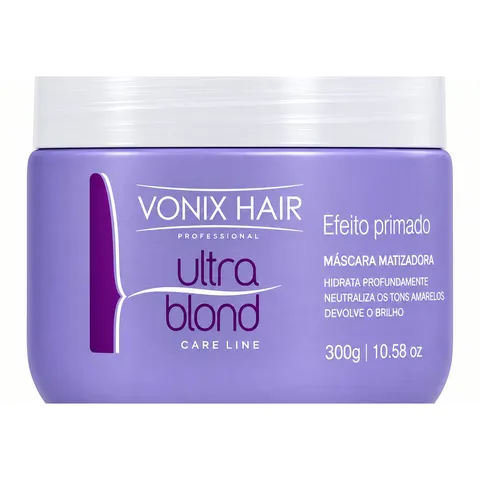 VONIX HAIR
PROFESSIONAL
ultra
blond
CARE LINE
Efeito primado
MÁSCARA MATIZADORA
HIDRATA PROFUNDAMENTE
NEUTRALIZA OS TONS AMARELOS
DEVOLVE O BRILHO
300g | 10.58 oz